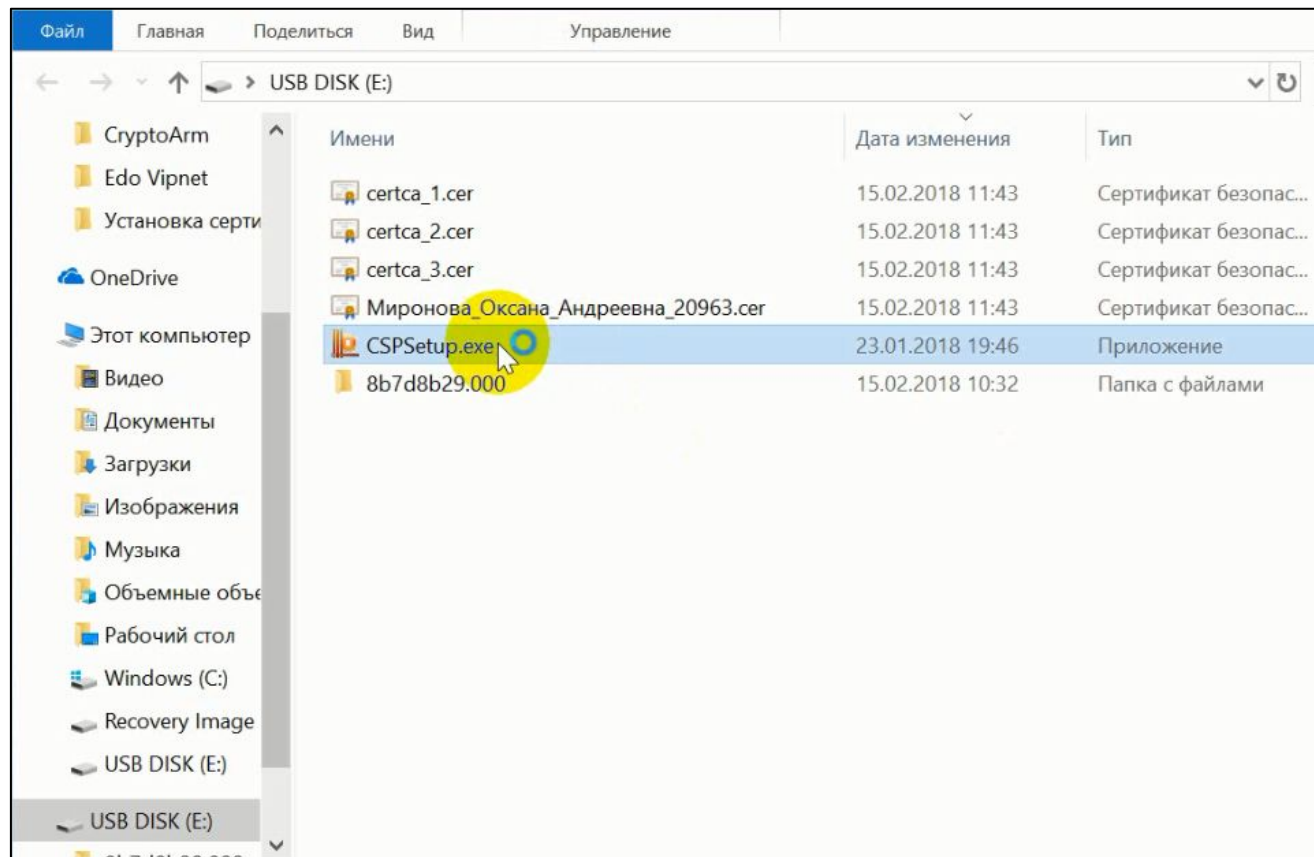 Файл Главная Поделиться Вид Управление
USB DISK (E:)
CryptoArm
Edo Vipnet
Установка серти
OneDrive
Этот компьютер
Видео
Документы
Загрузки
Изображения
Музыка
Объемные объе
Рабочий стол
Windows (C:)
Recovery Image
USB DISK (E:)
USB DISK (E:)
Имени Дата изменения Тип
certca_1.cer 15.02.2018 11:43 Сертификат безопас...
certca_2.cer 15.02.2018 11:43 Сертификат безопас...
certca_3.cer 15.02.2018 11:43 Сертификат безопас...
Миронова_Оксана_Андреевна_20963.cer 15.02.2018 11:43 Сертификат безопас...
CSPSetup.exe 23.01.2018 19:46 Приложение
8b7d8b29.000 15.02.2018 10:32 Папка с файлами